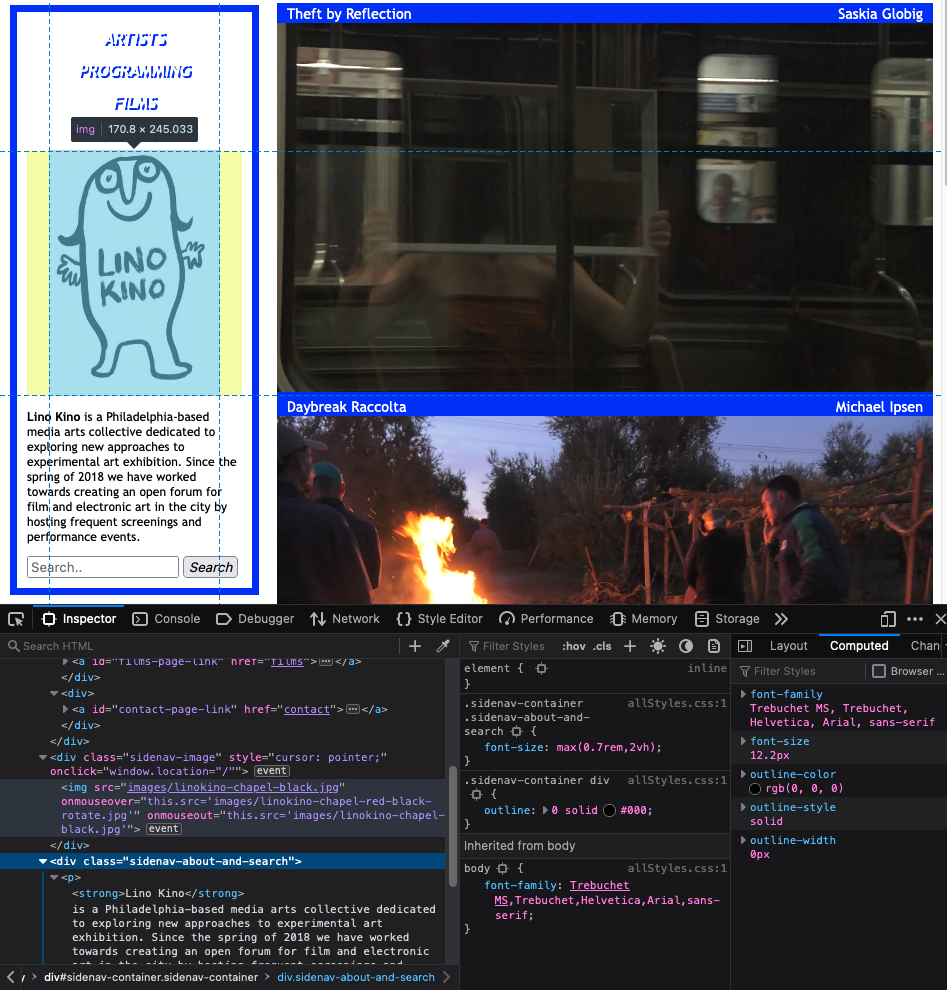 ARTISTS
PROGRAMMING
FILMS
img 170.8 × 245.033
LINO
KINO
Lino Kino is a Philadelphia-based
media arts collective dedicated to
exploring new approaches to
experimental art exhibition. Since the
spring of 2018 we have worked
towards creating an open forum for
film and electronic art in the city by
hosting frequent screenings and
performance events.
Search.. Search
Theft by Reflection Saskia Globig
Daybreak Raccolta Michael Ipsen
Inspector Console Debugger Network Style Editor Performance Memory Storage
Search HTML
<a id="films-page-link" href="films"></a>
</div>
<div>
<a id="contact-page-link" href="contact"></a>
</div>
</div>
<div class="sidenav-image" style="cursor: pointer;"
onclick="window.location="/""> event
<img src="images/linokino-chapel-black.jpg"
onmouseover="this.src='images/linokino-chapel-red-black-
rotate.jpg'" onmouseout="this.src='images/linokino-chapel-
black.jpg'"> event
</div>
<div class="sidenav-about-and-search">
<p>
<strong>Lino Kino</strong>
is a Philadelphia-based media arts collective dedicated
to exploring new approaches to experimental art
exhibition. Since the spring of 2018 we have worked
towards creating an open forum for film and electronic
art in the city by hosting frequent screenings and
div#sidenav-container.sidenav-container div.sidenav-about-and-search
Filter Styles :hov .cls
element { inline
}
.sidenav-container allStyles.css:1
.sidenav-about-and-
search {
font-size: max(0.7rem,2vh);
}
.sidenav-container div allStyles.css:1
{
outline: 0 solid #000;
}
Inherited from body
body { allStyles.css:1
font-family: Trebuchet
MS,Trebuchet,Helvetica,Arial,sans-
serif;
}
Layout Computed Chan
Filter Styles Browser ...
font-family
Trebuchet MS, Trebuchet,
Helvetica, Arial, sans-serif
font-size
12.2px
outline-color
rgb(0, 0, 0)
outline-style
solid
outline-width
0px